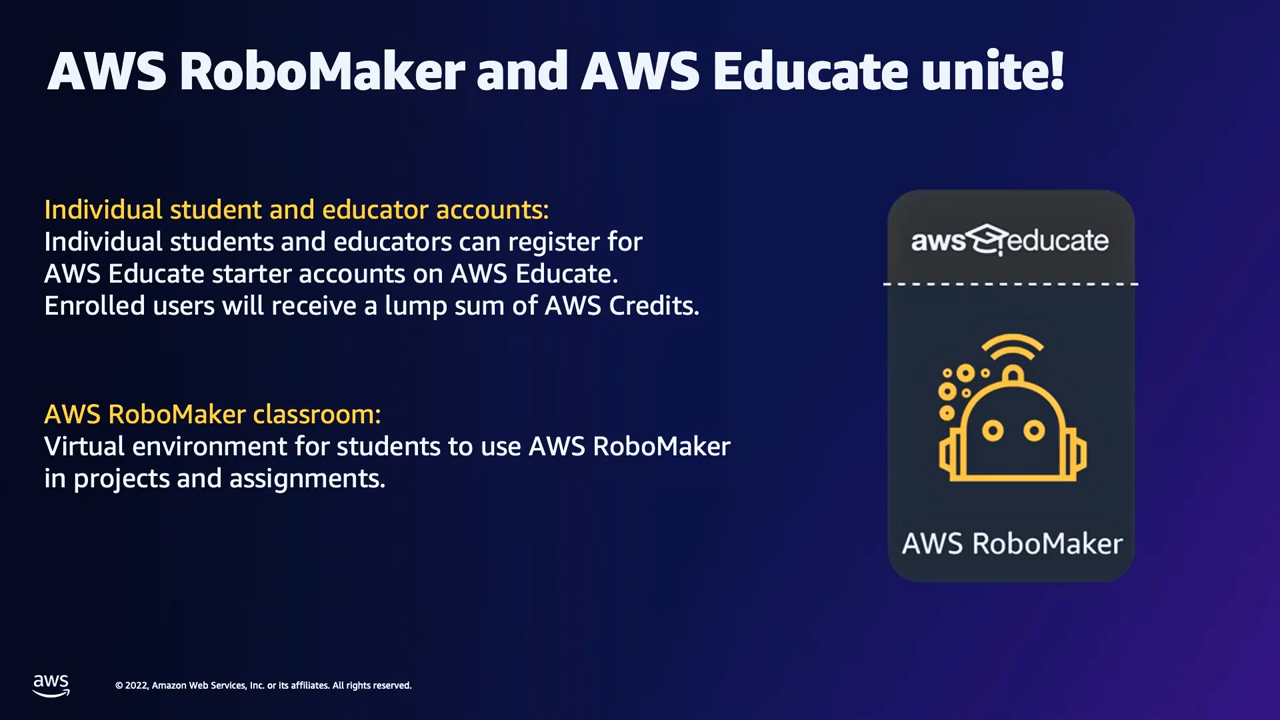 AWS RoboMaker and AWS Educate unite!
Individual student and educator accounts:
Individual students and educators can register for
AWS Educate starter accounts on AWS Educate.
Enrolled users will receive a lump sum of AWS Credits.
AWS RoboMaker classroom:
Virtual environment for students to use AWS RoboMaker
in projects and assignments.
aws educate
AWS RoboMaker
aws
© 2022, Amazon Web Services, Inc. or its affiliates. All rights reserved.